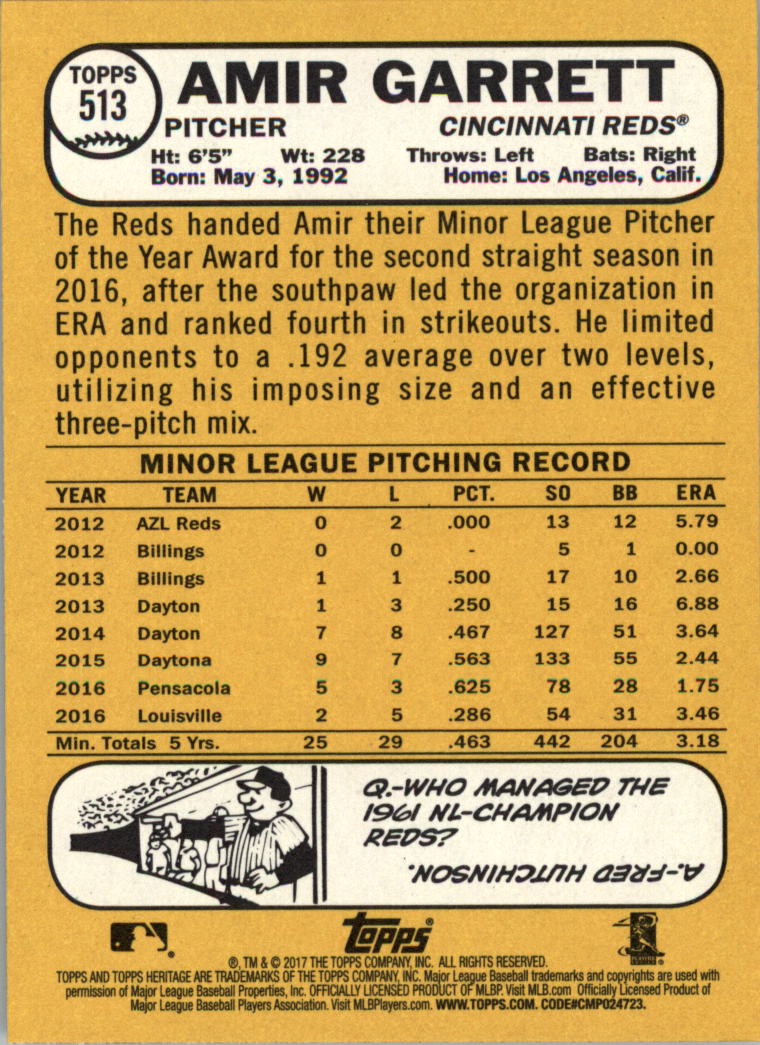 TOPPS
513
AMIR GARRETT
PITCHER CINCINNATI REDS®
Ht: 6'5" Wt: 228 Throws: Left Bats: Right
Born: May 3, 1992 Home: Los Angeles, Calif.
The Reds handed Amir their Minor League Pitcher
of the Year Award for the second straight season in
2016, after the southpaw led the organization in
ERA and ranked fourth in strikeouts. He limited
opponents to a .192 average over two levels,
utilizing his imposing size and an effective
three-pitch mix.
MINOR LEAGUE PITCHING RECORD
YEAR TEAM W L PCT. SO BB ERA
2012 AZL Reds 0 2 .000 13 12 5.79
2012 Billings 0 0 - 5 1 0.00
2013 Billings 1 1 .500 17 10 2.66
2013 Dayton 1 3 .250 15 16 6.88
2014 Dayton 7 8 .467 127 51 3.64
2015 Daytona 9 7 .563 133 55 2.44
2016 Pensacola 5 3 .625 78 28 1.75
2016 Louisville 2 5 .286 54 31 3.46
Min. Totals 5 Yrs. 25 29 .463 442 204 3.18
Q.-WHO MANAGED THE
1961 NL-CHAMPION
REDS?
A.-FRED HUTCHINSON.
topps®
®, TM & © 2017 THE TOPPS COMPANY, INC. ALL RIGHTS RESERVED.
TOPPS AND TOPPS HERITAGE ARE TRADEMARKS OF THE TOPPS COMPANY, INC. Major League Baseball trademarks and copyrights are used with
permission of Major League Baseball Properties, Inc. OFFICIALLY LICENSED PRODUCT OF MLBP. Visit MLB.com Officially Licensed Product of
Major League Baseball Players Association. Visit MLBPlayers.com. WWW.TOPPS.COM. CODE#CMP024723.